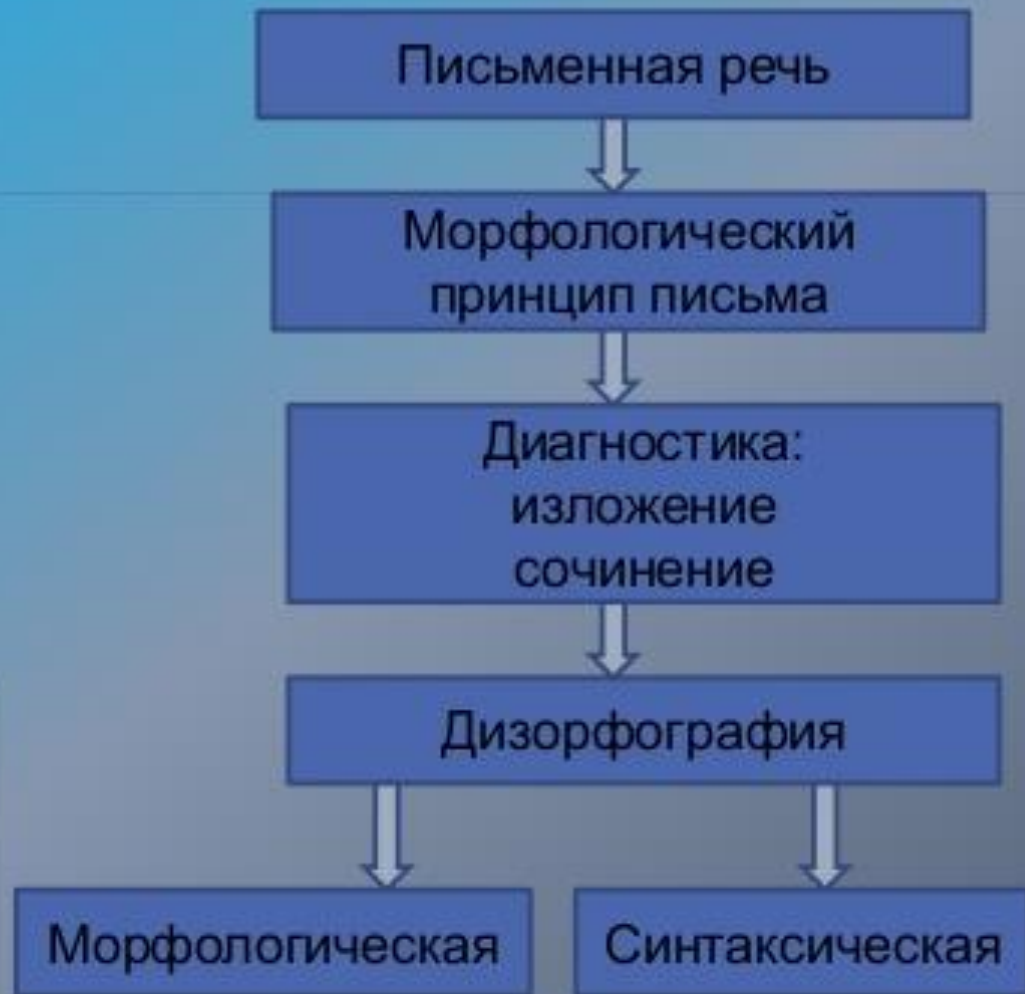 Письменная речь
Морфологический
принцип письма
Диагностика:
изложение
сочинение
Дизорфография
Морфологическая
Синтаксическая